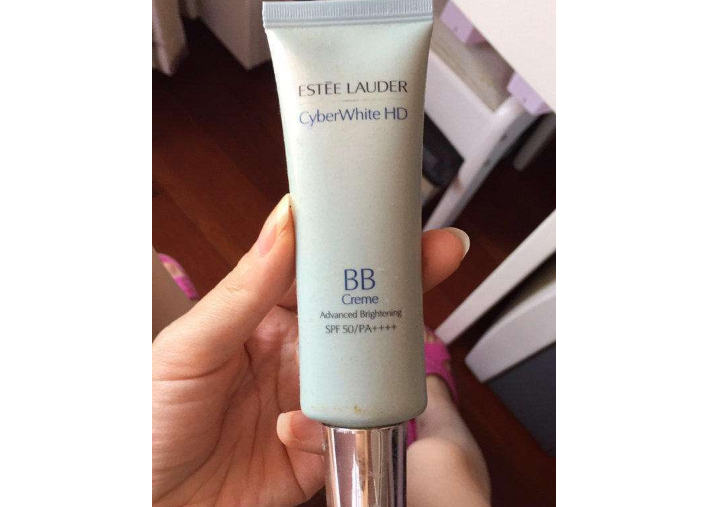 ESTĒE LAUDER
CyberWhite HD
BB
Creme
Advanced Brightening
SPF 50/PA++++